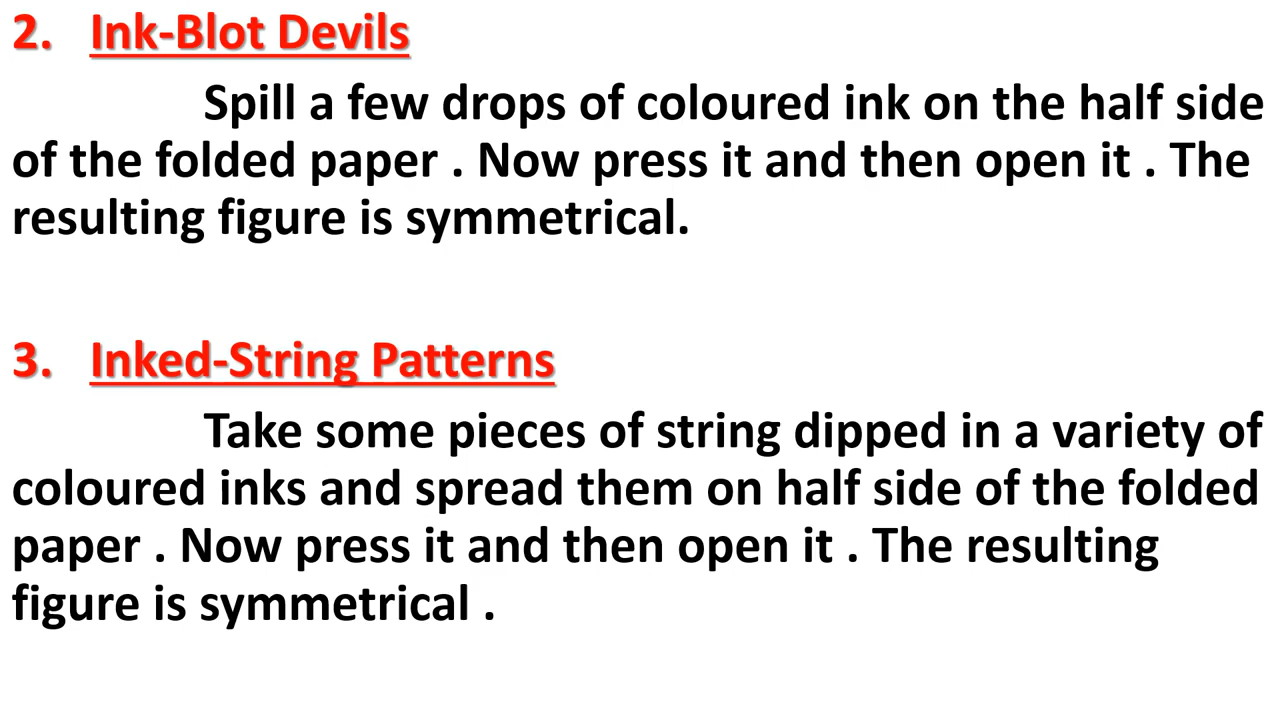 2. Ink-Blot Devils
Spill a few drops of coloured ink on the half side
of the folded paper . Now press it and then open it . The
resulting figure is symmetrical.
3. Inked-String Patterns
Take some pieces of string dipped in a variety of
coloured inks and spread them on half side of the folded
paper . Now press it and then open it . The resulting
figure is symmetrical .